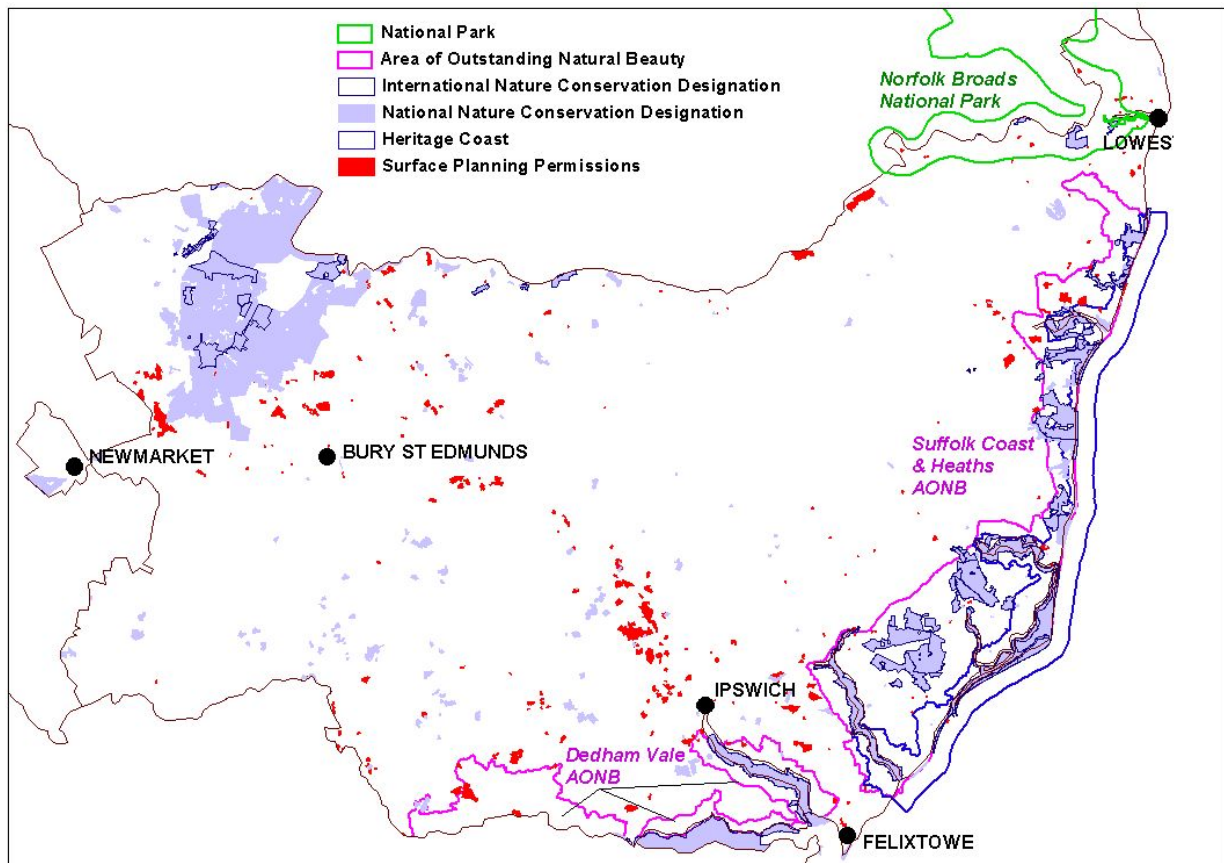 National Park
Area of Outstanding Natural Beauty
International Nature Conservation Designation
National Nature Conservation Designation
Heritage Coast
Surface Planning Permissions
Norfolk Broads
National Park
LOWEST
NEWMARKET
BURY ST EDMUNDS
Suffolk Coast
& Heaths
AONB
IPSWICH
Dedham Vale
AONB
FELIXTOWE